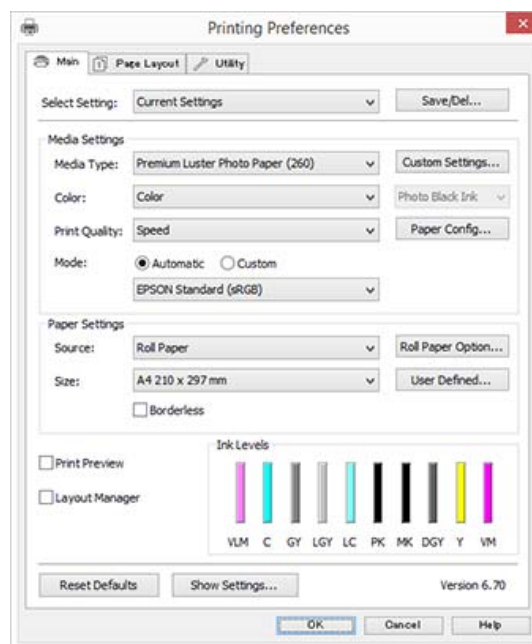 Printing Preferences
Main Page Layout Utility
Select Setting: Current Settings Save/Del...
Media Settings
Media Type: Premium Luster Photo Paper (260) Custom Settings...
Color: Color Photo Black Ink
Print Quality: Speed Paper Config...
Mode: Automatic Custom
EPSON Standard (sRGB)
Paper Settings
Source: Roll Paper Roll Paper Option...
Size: A4 210 x 297 mm User Defined...
Borderless
Ink Levels
Print Preview
Layout Manager
VLM C GY LGY LC PK MK DGY Y VM
Reset Defaults Show Settings... Version 6.70
OK Cancel Help